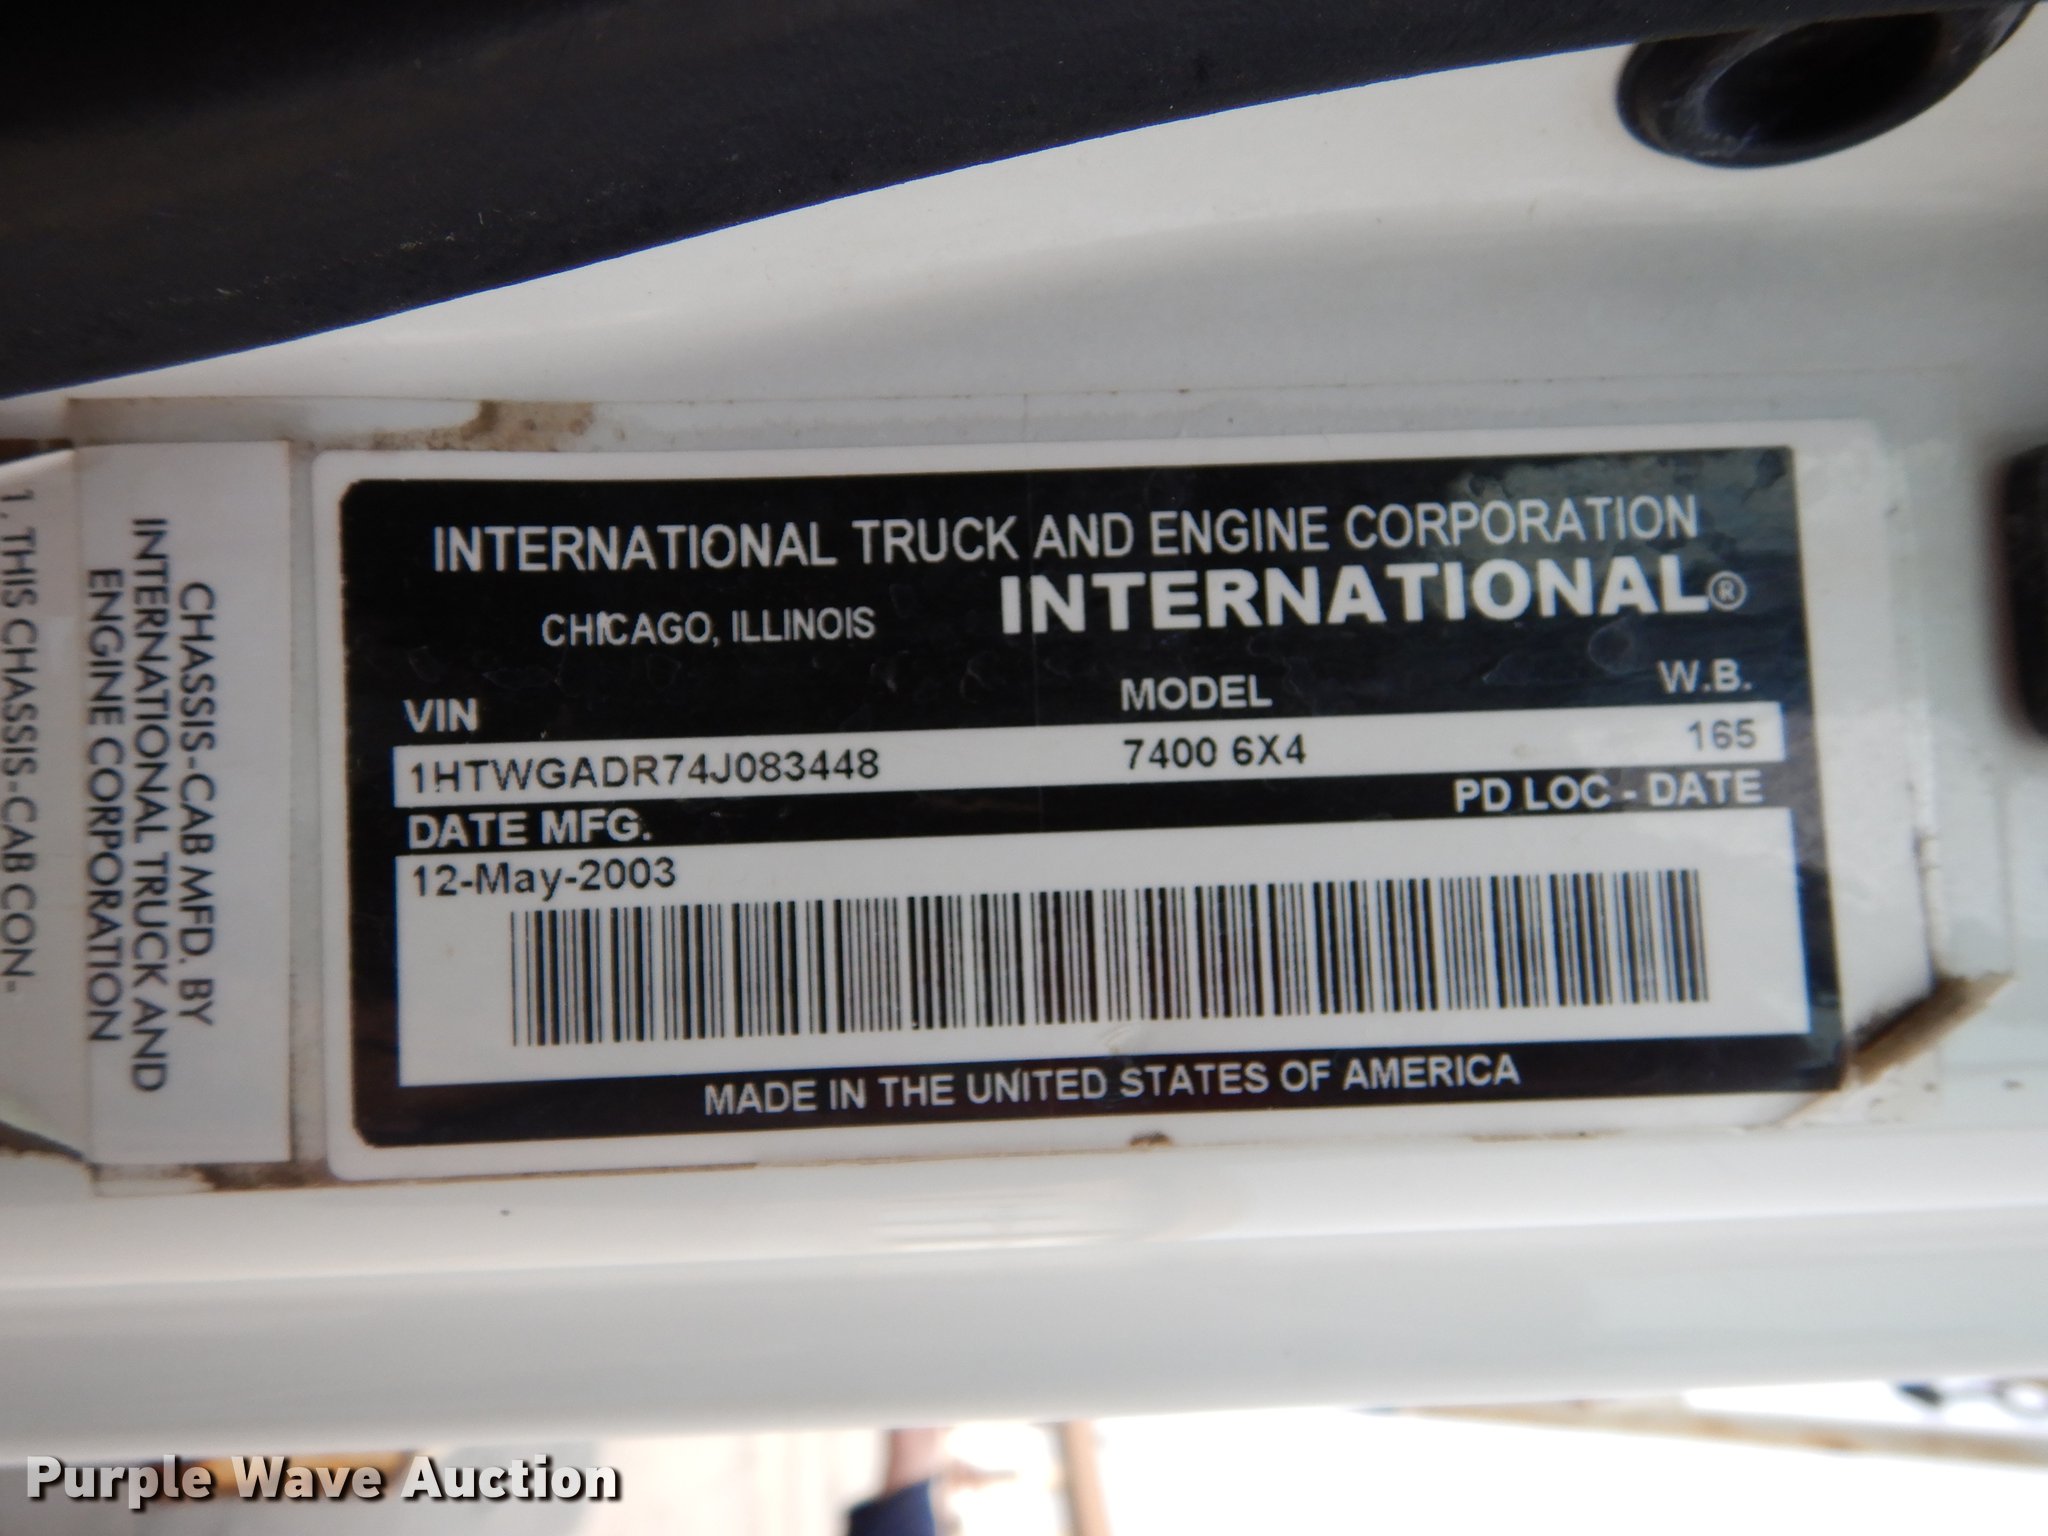 INTERNATIONAL TRUCK AND ENGINE CORPORATION
CHICAGO, ILLINOIS
INTERNATIONAL®
VIN MODEL W.B.
1HTWGADR74J083448 7400 6X4 165
DATE MFG. PD LOC - DATE
12-May-2003
MADE IN THE UNITED STATES OF AMERICA
CHASSIS-CAB MFD. BY
INTERNATIONAL TRUCK AND
ENGINE CORPORATION
1. THIS CHASSIS-CAB CON-
Purple Wave Auction